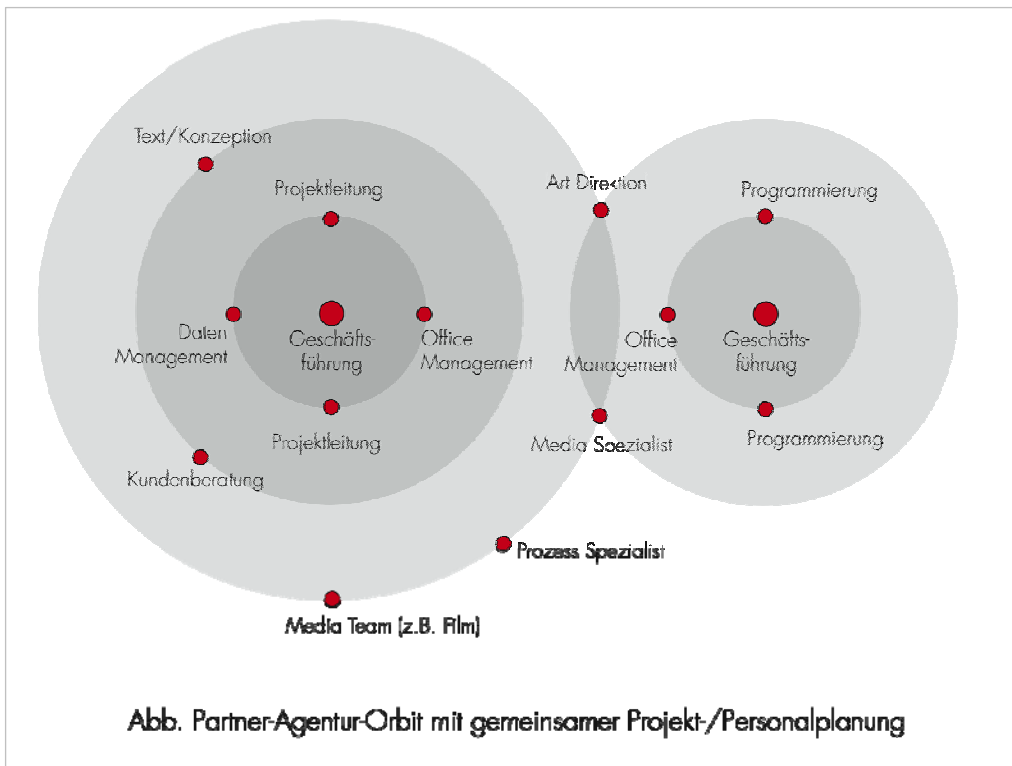 Text/Konzeption
Projektleitung
Art Direktion
Programmierung
Daten
Management
Geschäfts-
führung
Office
Management
Office
Management
Geschäfts-
führung
Projektleitung
Media Spezialist
Programmierung
Kundenberatung
Prozess Spezialist
Media Team (z.B. Film)
Abb. Partner-Agentur-Orbit mit gemeinsamer Projekt-/Personalplanung